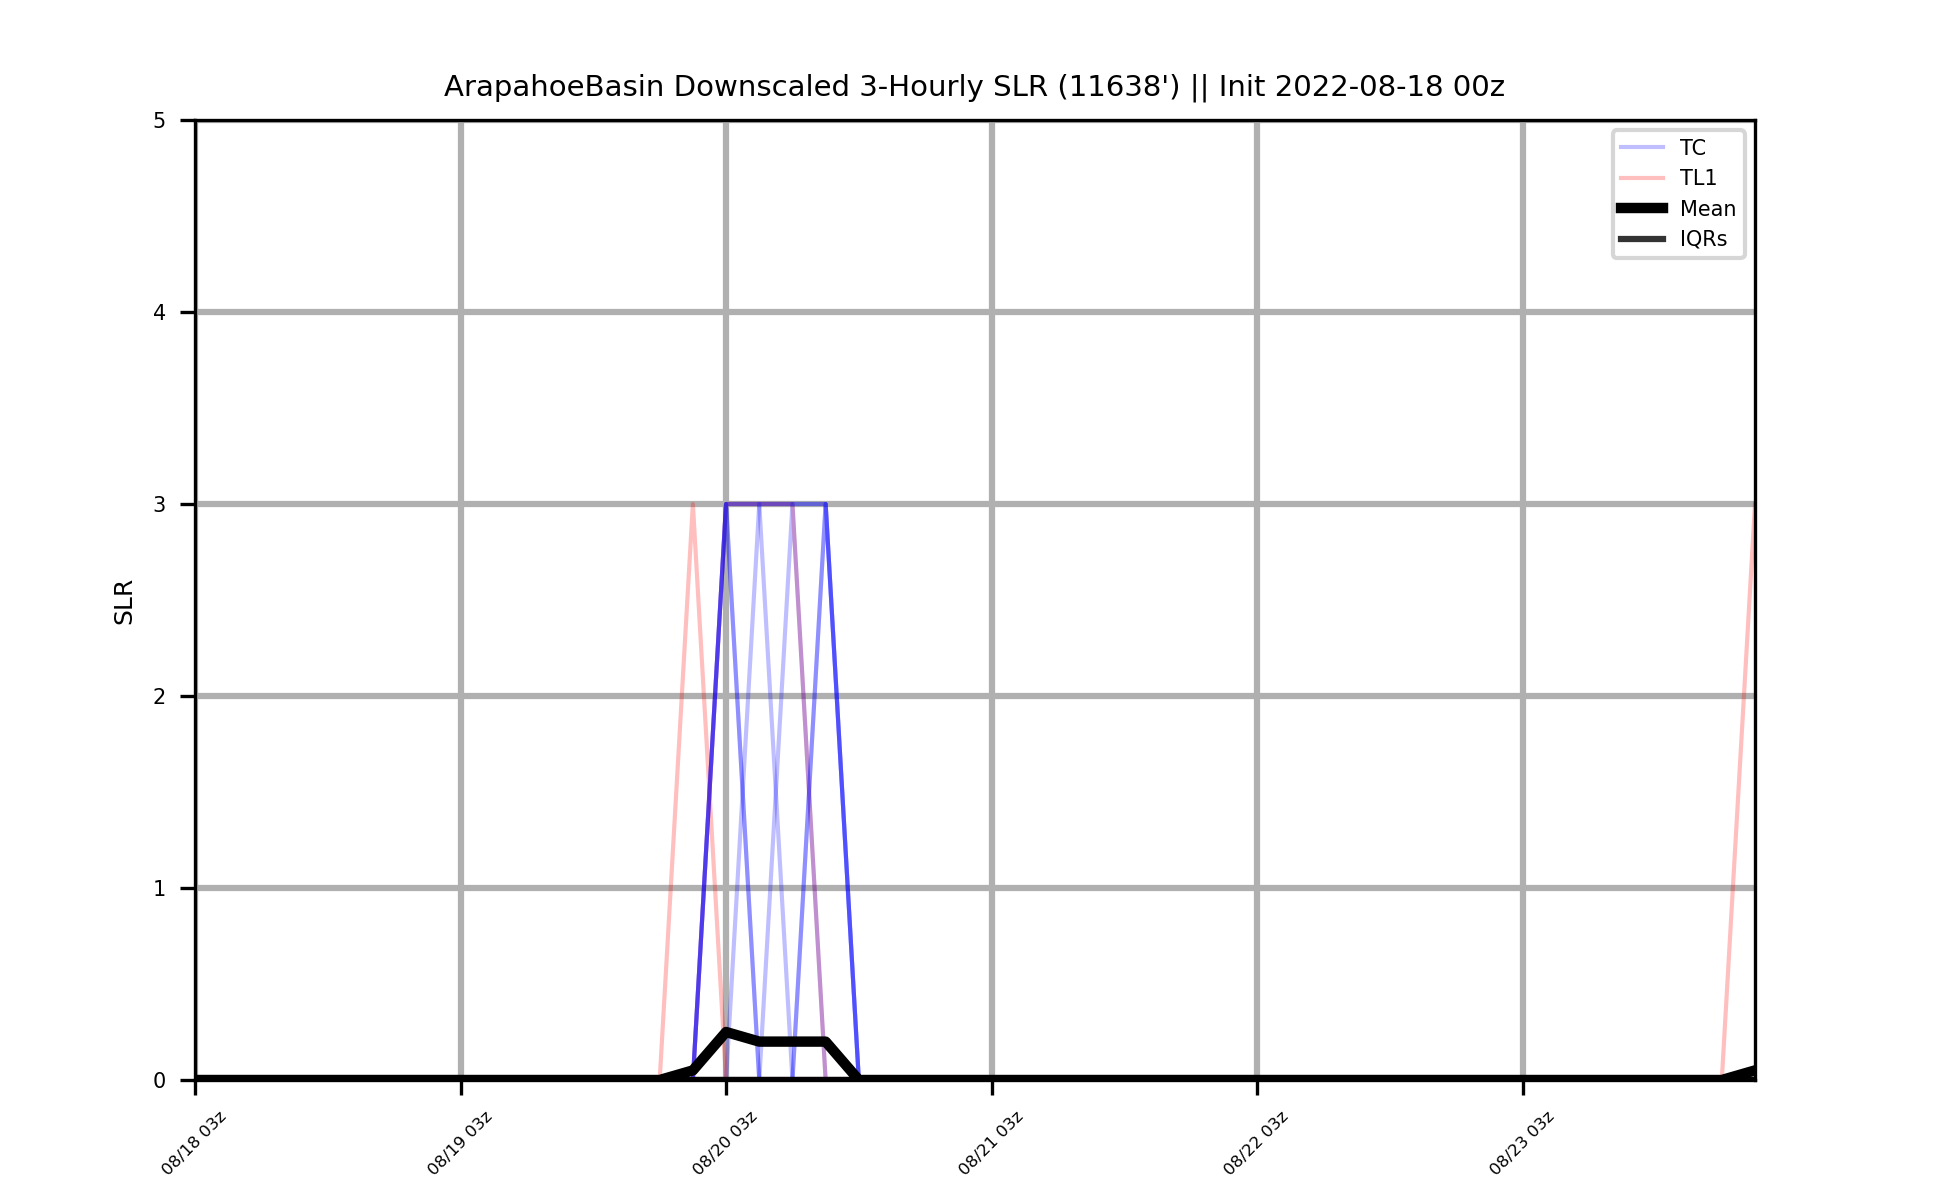 ArapahoeBasin Downscaled 3-Hourly SLR (11638') || Init 2022-08-18 00z
TC
TL1
Mean
IQRs
SLR
5
4
3
2
1
0
08/18 03z
08/19 03z
08/20 03z
08/21 03z
08/22 03z
08/23 03z